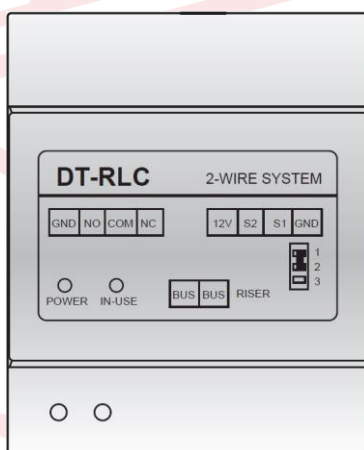 DT-RLC 2-WIRE SYSTEM
GND NO COM NC 12V S2 S1 GND
1
2
3
POWER IN-USE BUS BUS RISER